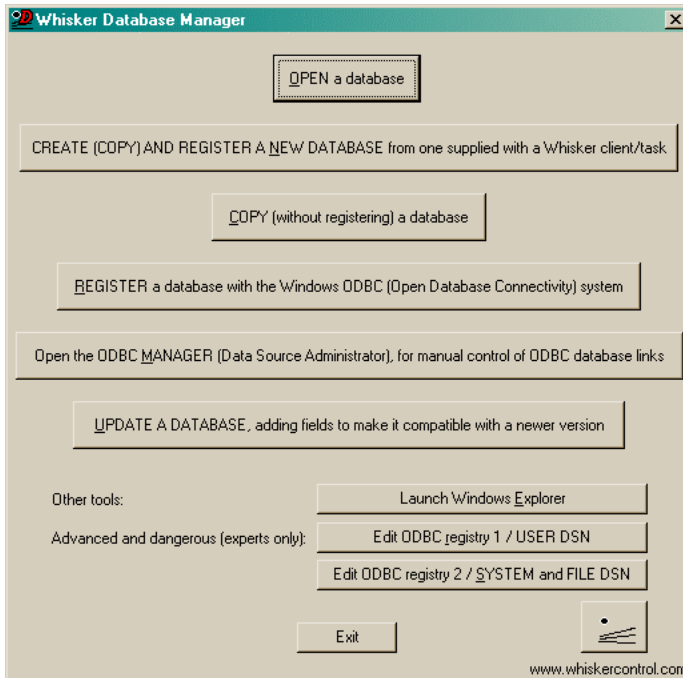 Whisker Database Manager
OPEN a database
CREATE (COPY) AND REGISTER A NEW DATABASE from one supplied with a Whisker client/task
COPY (without registering) a database
REGISTER a database with the Windows ODBC (Open Database Connectivity) system
Open the ODBC MANAGER (Data Source Administrator), for manual control of ODBC database links
UPDATE A DATABASE, adding fields to make it compatible with a newer version
Other tools: Launch Windows Explorer
Advanced and dangerous (experts only): Edit ODBC registry 1 / USER DSN
Edit ODBC registry 2 / SYSTEM and FILE DSN
Exit
www.whiskercontrol.com